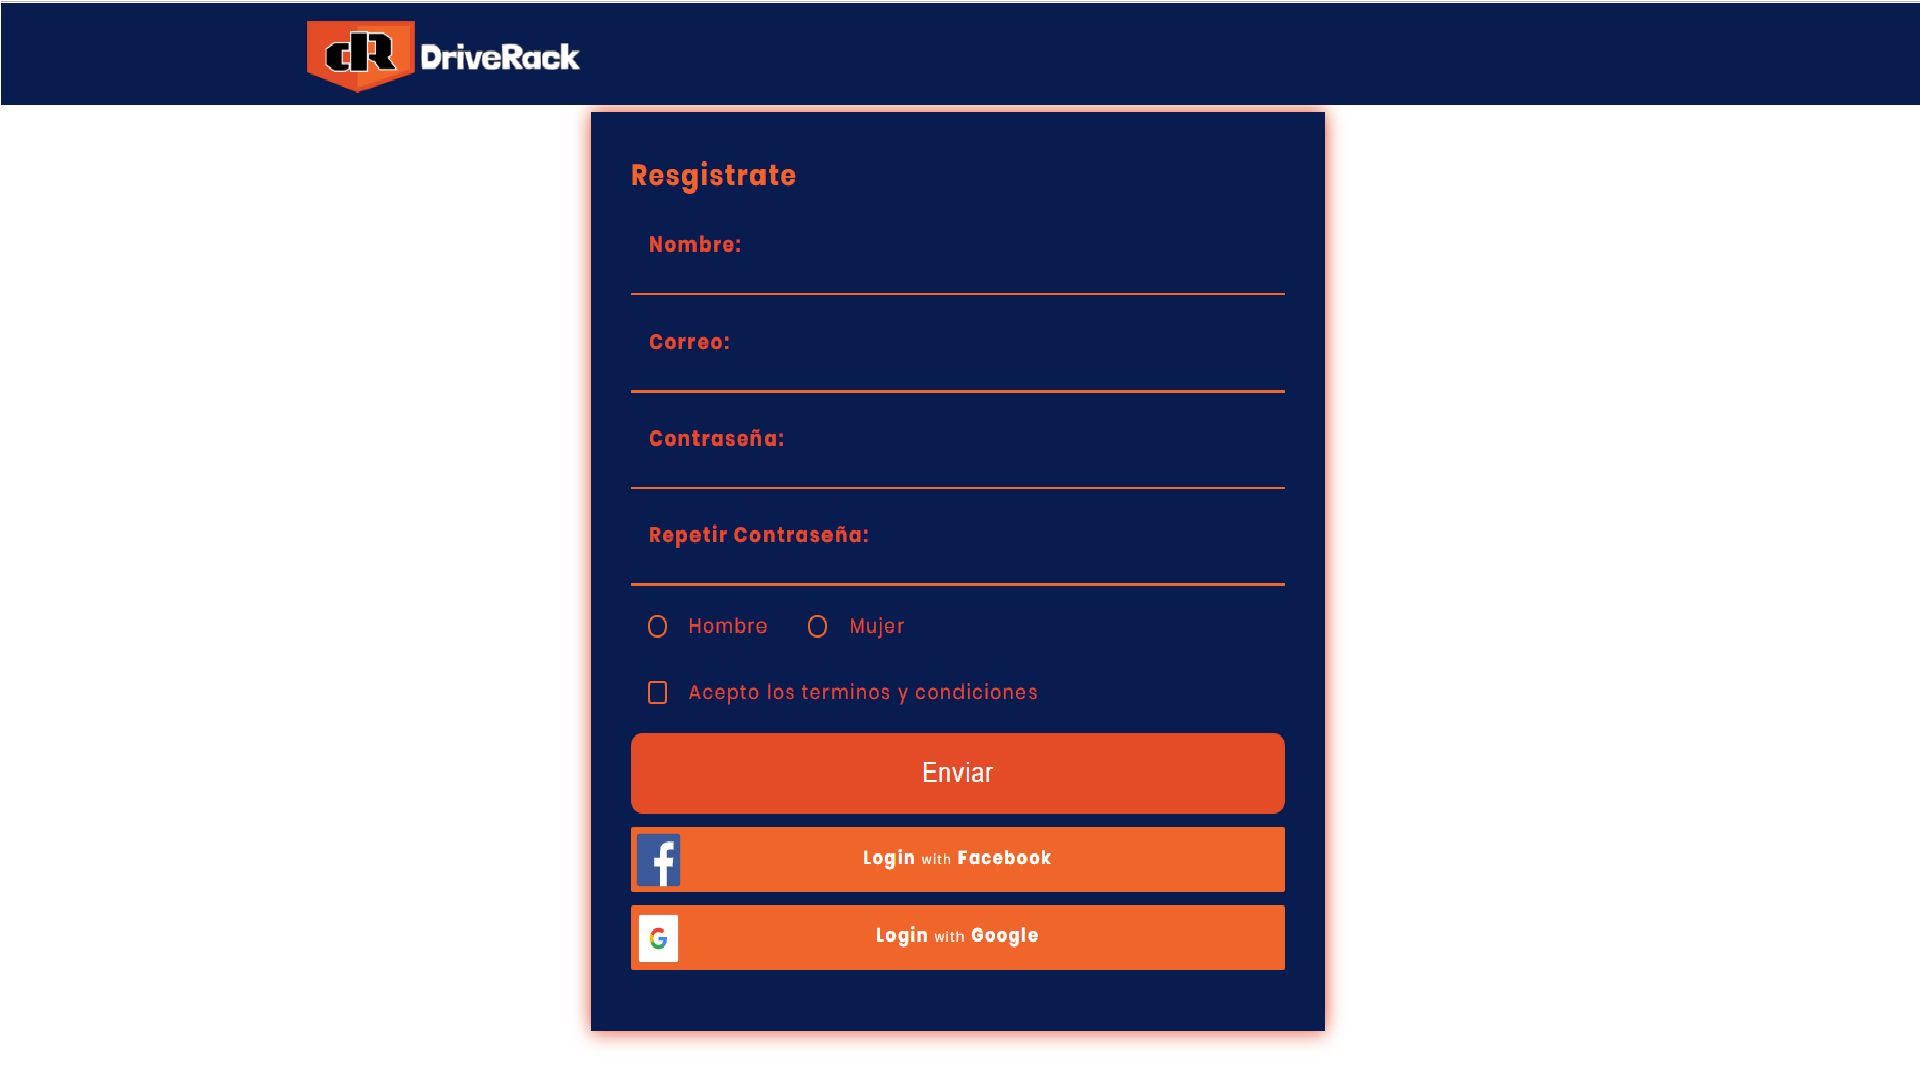 dR DriveRack
Resgistrate
Nombre:
Correo:
Contraseña:
Repetir Contraseña:
Hombre Mujer
Acepto los terminos y condiciones
Enviar
f Login with Facebook
G Login with Google